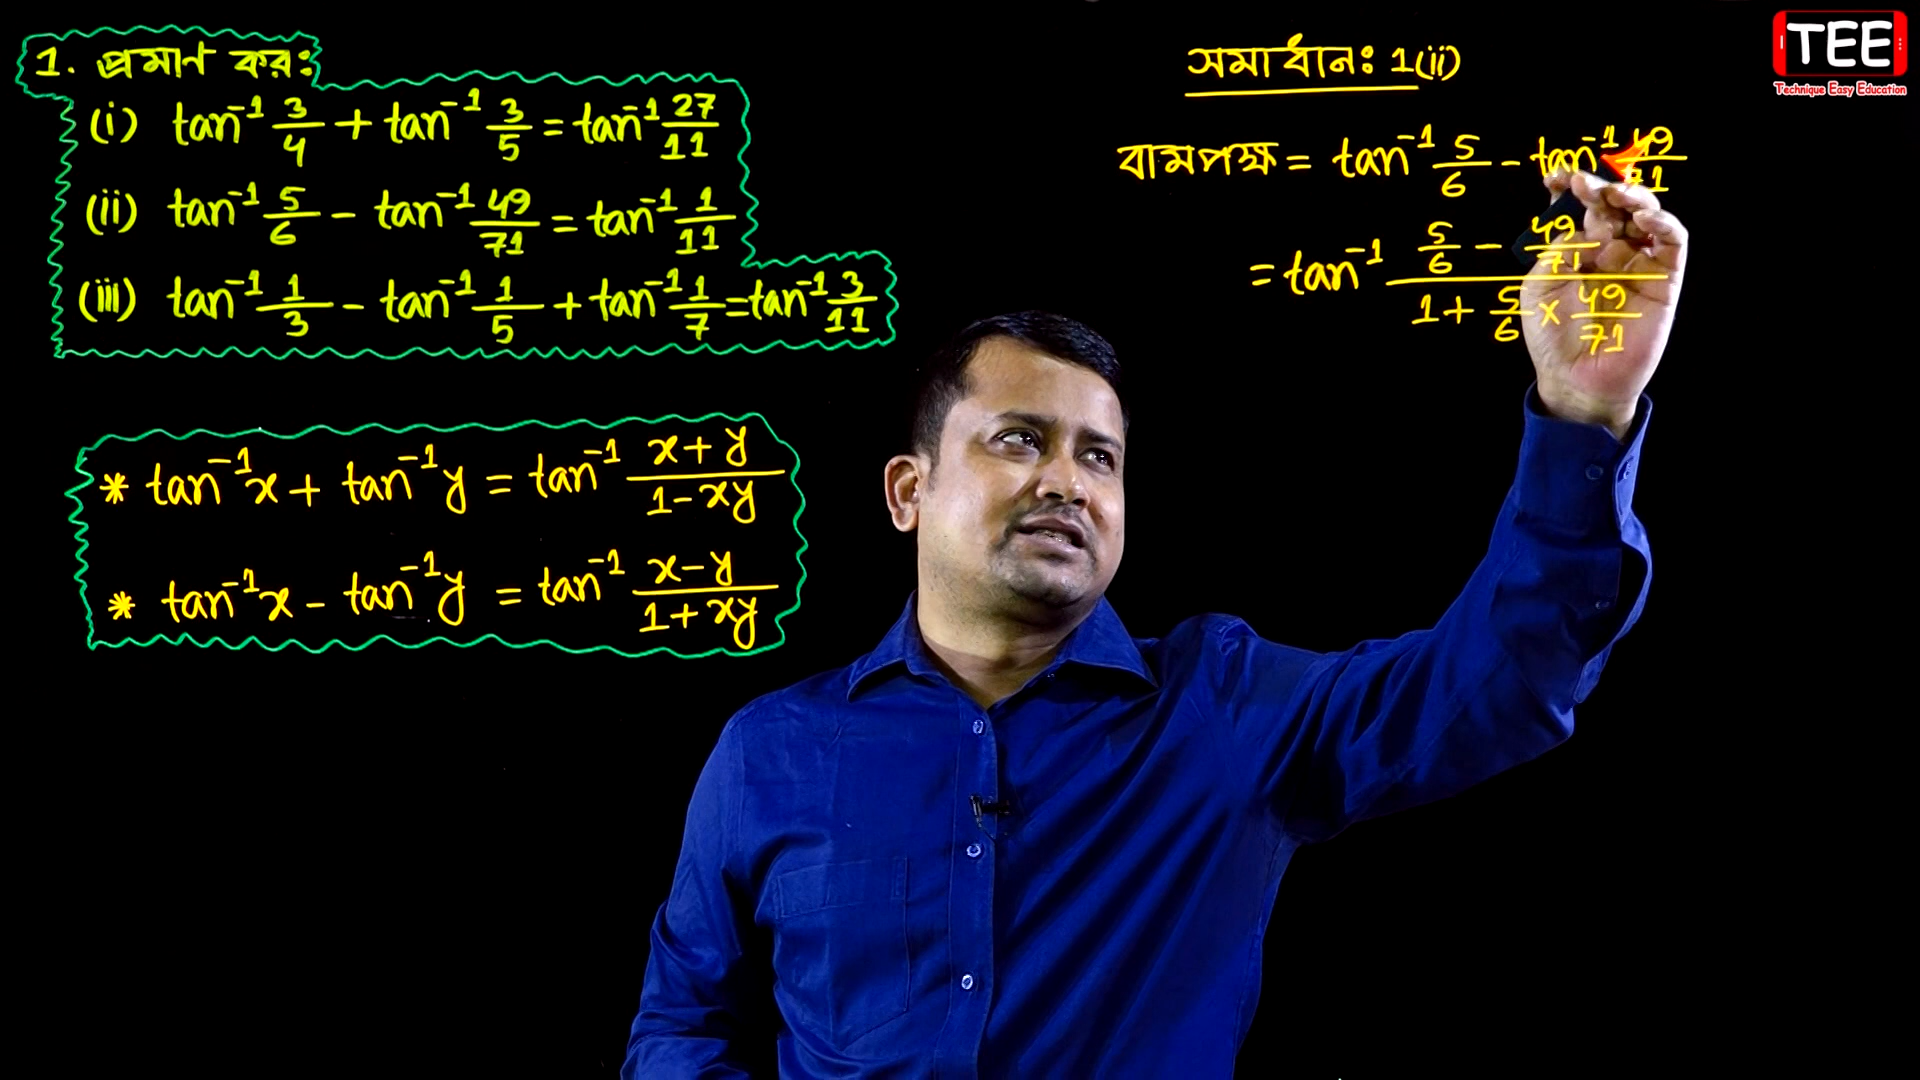 1. প্রমাণ কর:
(i) tan⁻¹ 3/4 + tan⁻¹ 3/5 = tan⁻¹ 27/11
(ii) tan⁻¹ 5/6 - tan⁻¹ 49/71 = tan⁻¹ 1/11
(iii) tan⁻¹ 1/3 - tan⁻¹ 1/5 + tan⁻¹ 1/7 = tan⁻¹ 3/11
* tan⁻¹x + tan⁻¹y = tan⁻¹ (x+y)/(1-xy)
* tan⁻¹x - tan⁻¹y = tan⁻¹ (x-y)/(1+xy)
সমাধান: 1(ii)
বামপক্ষ = tan⁻¹ 5/6 - tan⁻¹ 49/71
= tan⁻¹ (5/6 - 49/71)/(1 + 5/6 × 49/71)
TEE
Technique Easy Education